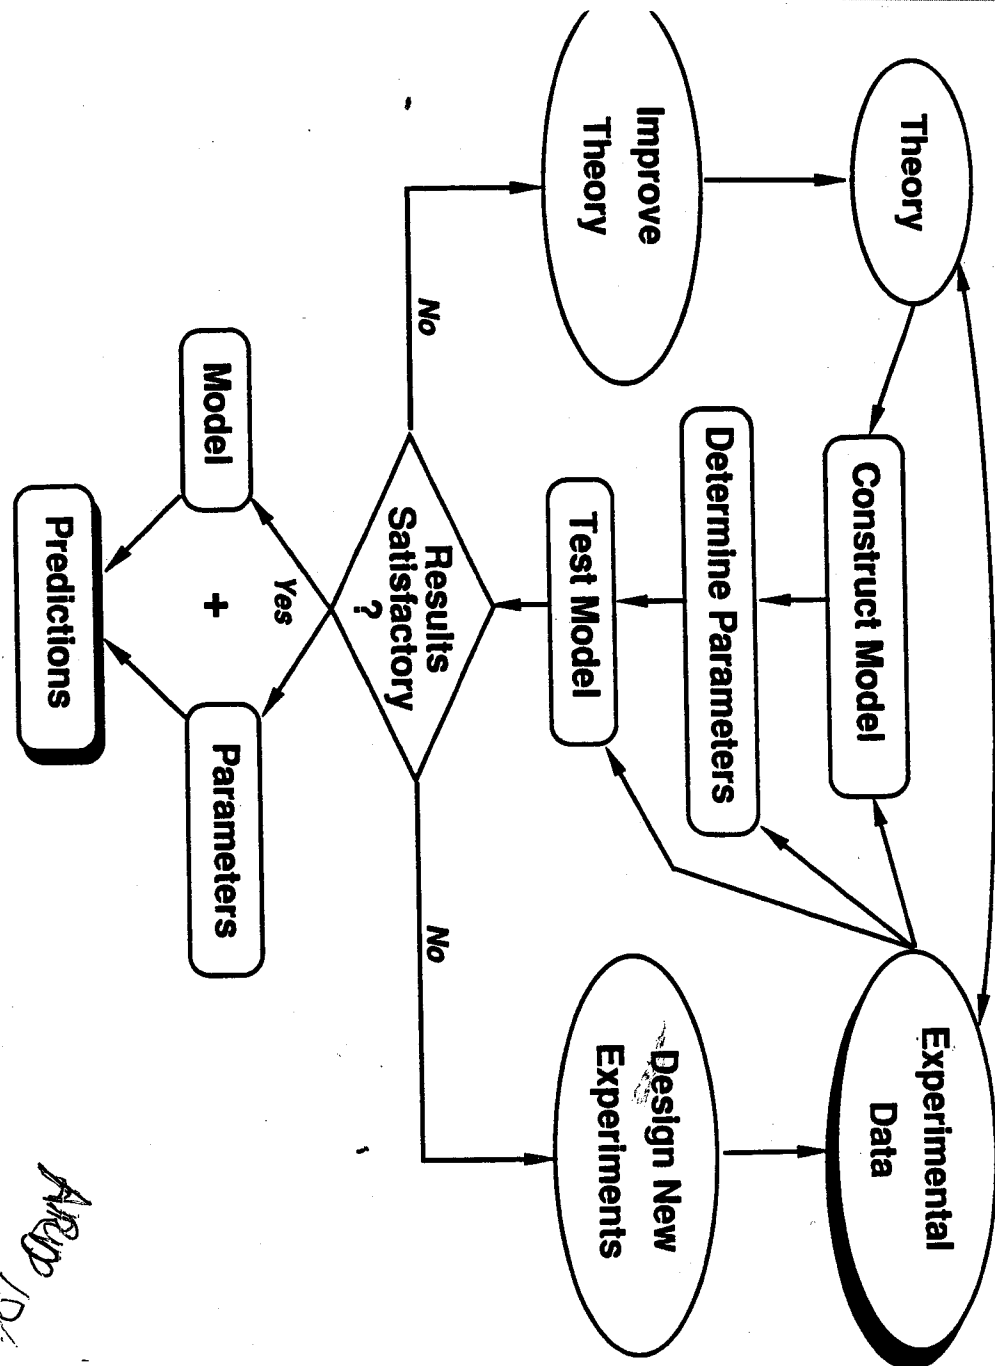 Theory
Experimental
Data
Construct Model
Improve
Theory
Determine Parameters
Design New
Experiments
Test Model
Results
Satisfactory
?
No
No
Yes
Model
+
Parameters
Predictions